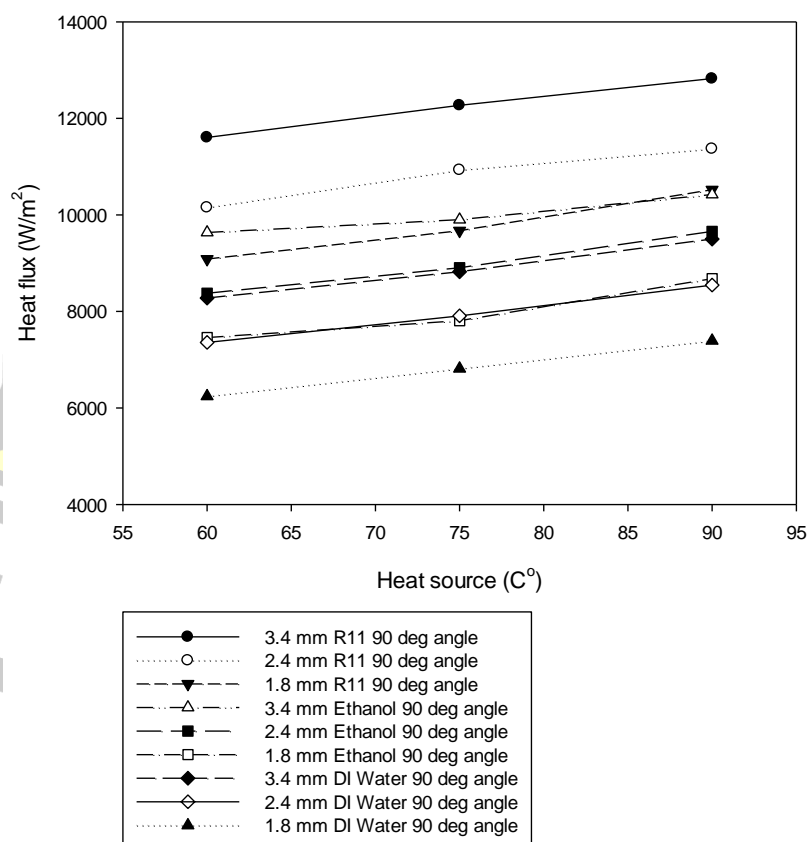 14000
12000
10000
8000
6000
4000
Heat flux (W/m²)
55 60 65 70 75 80 85 90 95
Heat source (Cᴼ)
3.4 mm R11 90 deg angle
2.4 mm R11 90 deg angle
1.8 mm R11 90 deg angle
3.4 mm Ethanol 90 deg angle
2.4 mm Ethanol 90 deg angle
1.8 mm Ethanol 90 deg angle
3.4 mm DI Water 90 deg angle
2.4 mm DI Water 90 deg angle
1.8 mm DI Water 90 deg angle